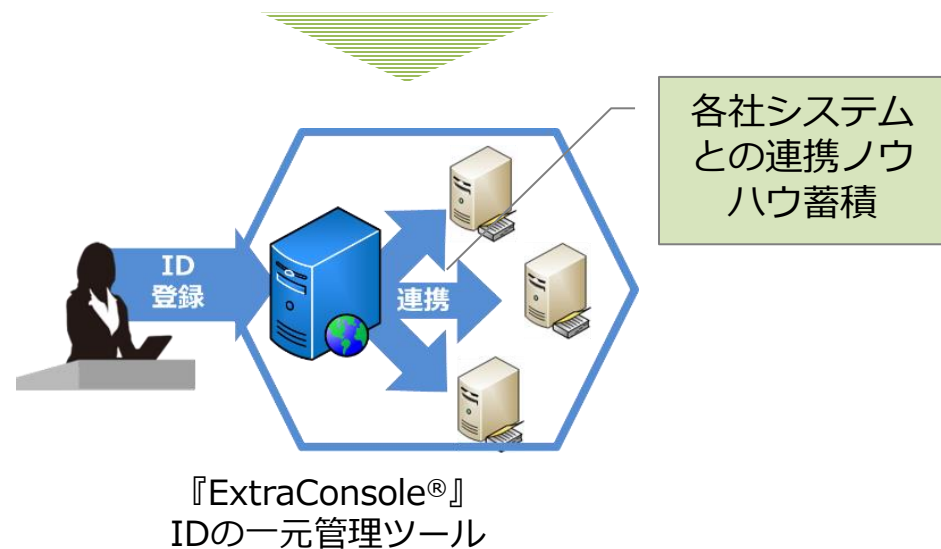 各社システム
との連携ノウ
ハウ蓄積
ID
登録
連携
『ExtraConsole®』
IDの一元管理ツール